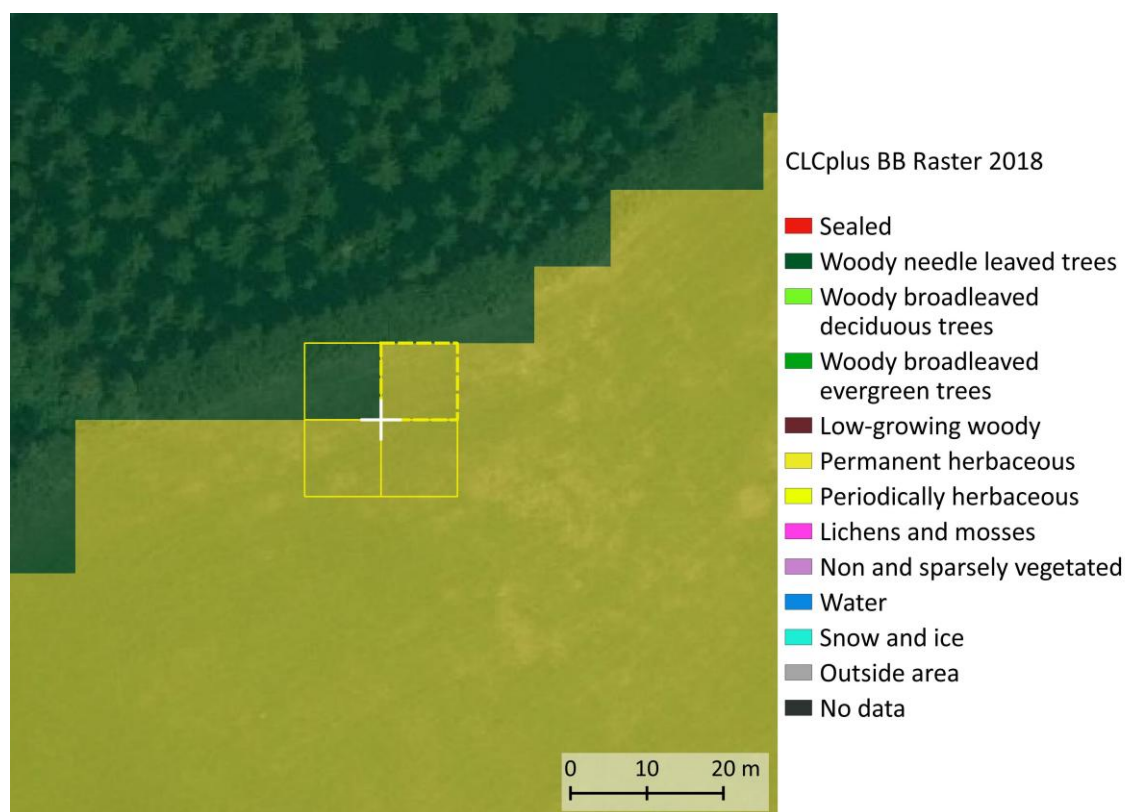 CLCplus BB Raster 2018
Sealed
Woody needle leaved trees
Woody broadleaved
deciduous trees
Woody broadleaved
evergreen trees
Low-growing woody
Permanent herbaceous
Periodically herbaceous
Lichens and mosses
Non and sparsely vegetated
Water
Snow and ice
Outside area
No data
0 10 20 m